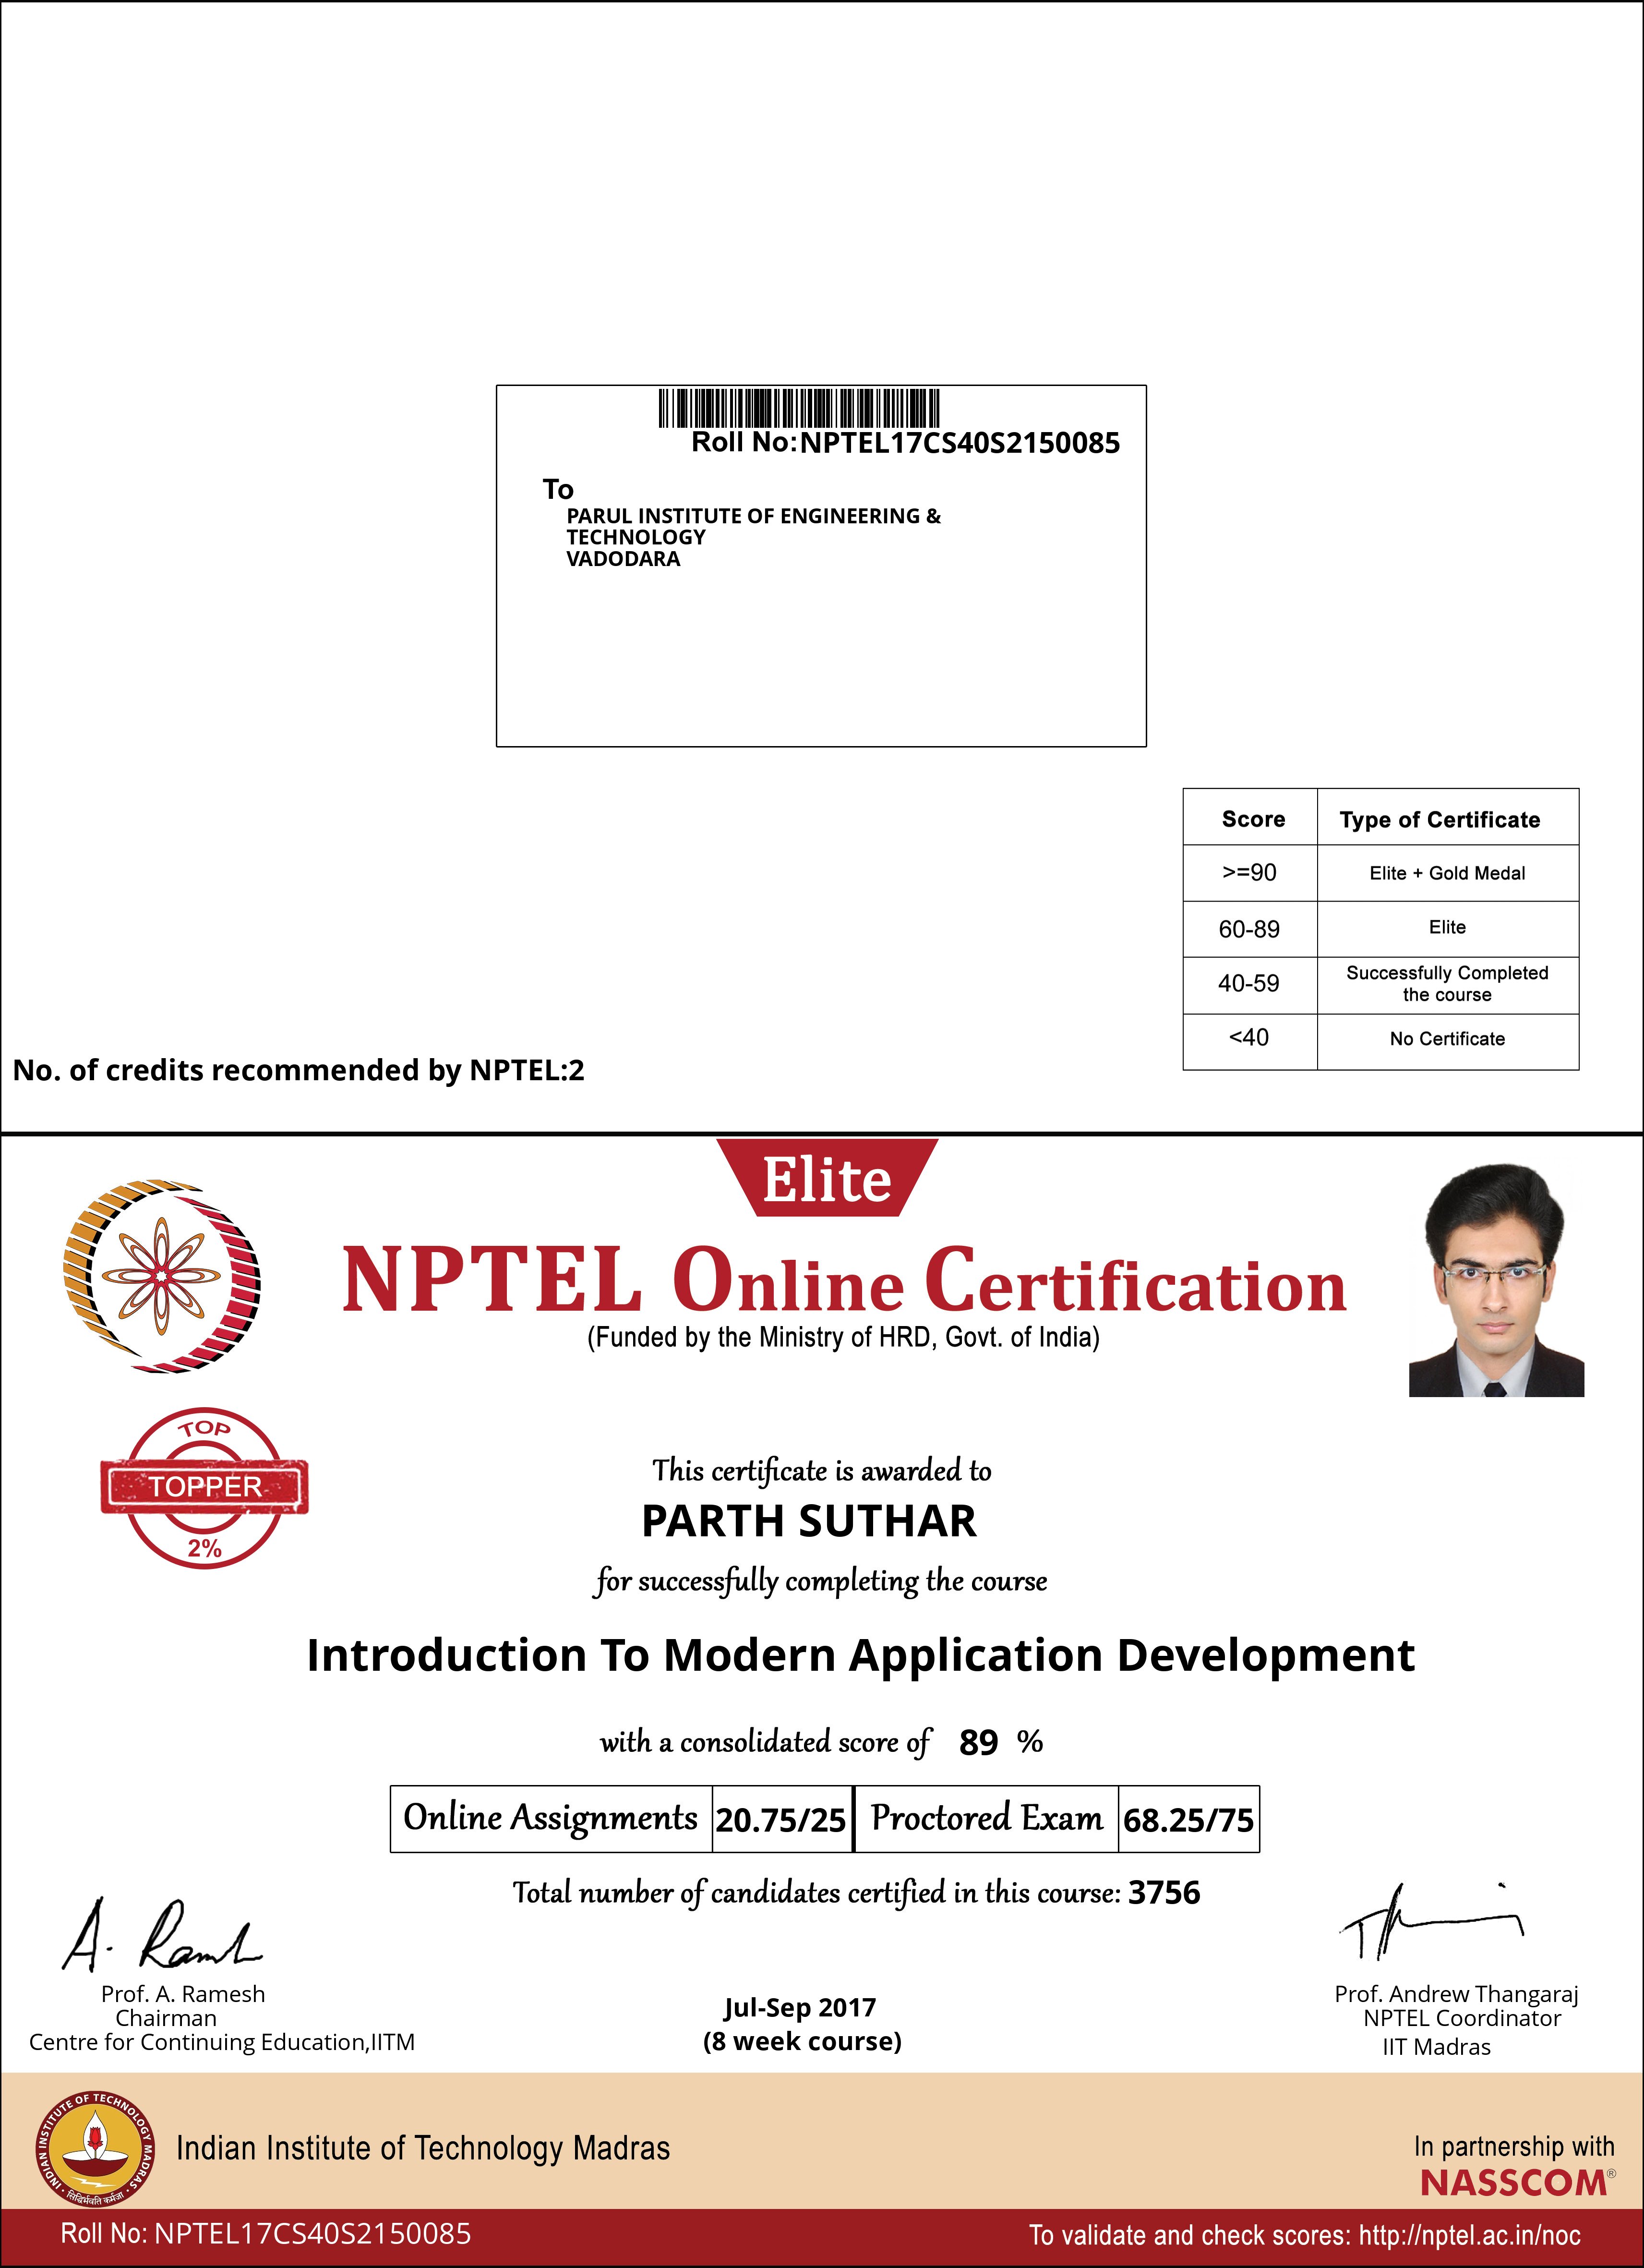 Roll No:NPTEL17CS40S2150085
To
PARUL INSTITUTE OF ENGINEERING &
TECHNOLOGY
VADODARA
Score Type of Certificate
>=90 Elite + Gold Medal
60-89 Elite
40-59 Successfully Completed
the course
<40 No Certificate
No. of credits recommended by NPTEL:2
Elite
NPTEL Online Certification
(Funded by the Ministry of HRD, Govt. of India)
TOP
TOPPER
2%
This certificate is awarded to
PARTH SUTHAR
for successfully completing the course
Introduction To Modern Application Development
with a consolidated score of 89 %
Online Assignments 20.75/25 Proctored Exam 68.25/75
Total number of candidates certified in this course: 3756
A. Ramesh
Prof. A. Ramesh
Chairman
Centre for Continuing Education,IITM
Jul-Sep 2017
(8 week course)
Prof. Andrew Thangaraj
NPTEL Coordinator
IIT Madras
INDIAN INSTITUTE OF TECHNOLOGY MADRAS
सिद्धिर्भवति कर्मजा
Indian Institute of Technology Madras
In partnership with
NASSCOM®
Roll No: NPTEL17CS40S2150085
To validate and check scores: http://nptel.ac.in/noc